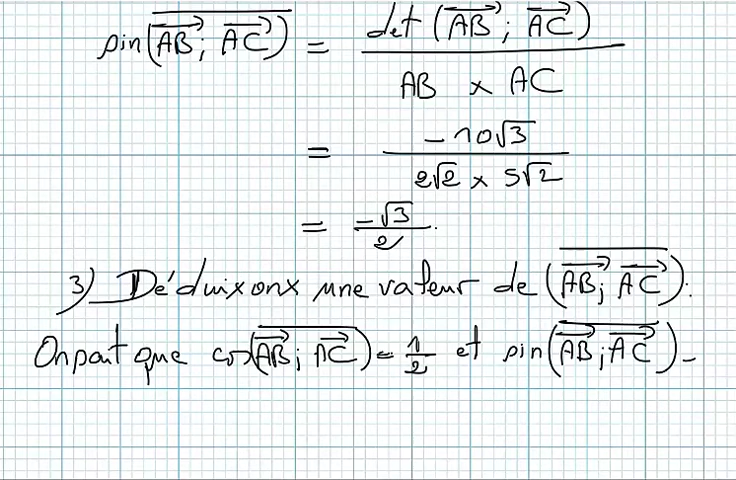 sin(AB; AC) = det (AB; AC) / AB x AC
= -10√3 / 2√2 x 5√2
= -√3 / 2.
3) Déduisons une valeur de (AB; AC):
On sait que cos(AB; AC) = 1/2 et sin(AB; AC) -